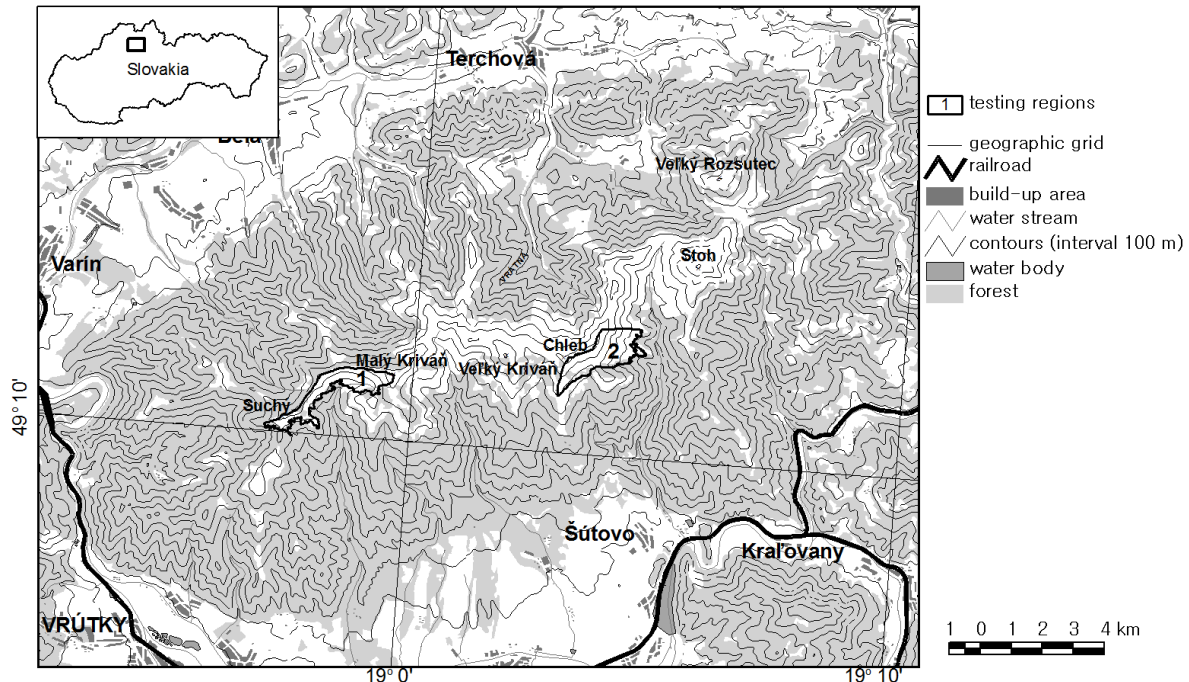 Slovakia
Terchová
Belá
Veľký Rozsutec
Varín
Stoh
VRÁTNA
Chleb
2
Malý Kriváň
Veľký Kriváň
1
Suchý
49° 10'
Šútovo
Kraľovany
VRÚTKY
19° 0'
19° 10'
1 testing regions
geographic grid
railroad
build-up area
water stream
contours (interval 100 m)
water body
forest
1 0 1 2 3 4 km